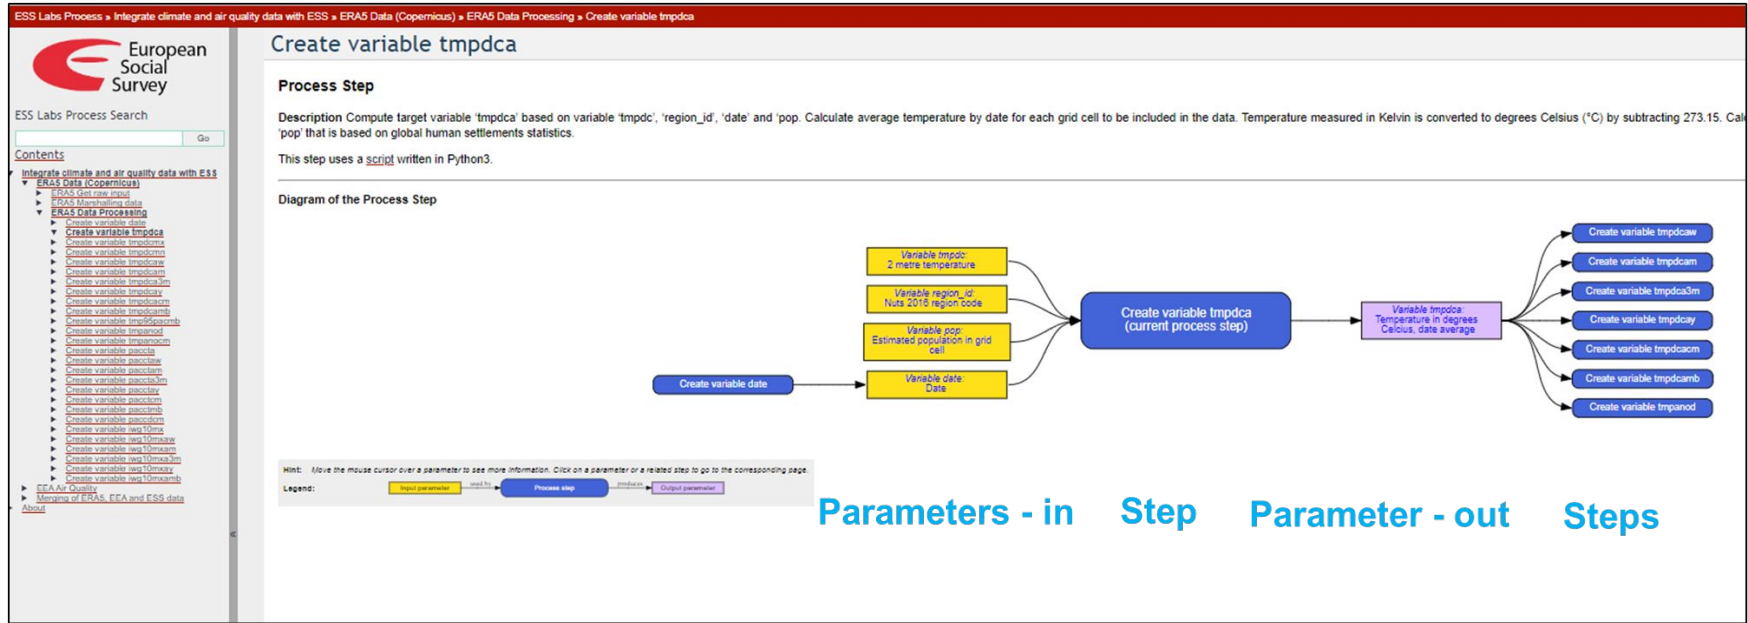 ESS Labs Process » Integrate climate and air quality data with ESS » ERA5 Data (Copernicus) » ERA5 Data Processing » Create variable tmpdca
European
Social
Survey
ESS Labs Process Search
Go
Contents
Integrate climate and air quality data with ESS
ERA5 Data (Copernicus)
ERA5 Get raw input
ERA5 Marshalling data
ERA5 Data Processing
Create variable date
Create variable tmpdca
Create variable tmpdcmx
Create variable tmpdcmn
Create variable tmpdcaw
Create variable tmpdcam
Create variable tmpdca3m
Create variable tmpdcay
Create variable tmpdcacm
Create variable tmpdcamb
Create variable tmp95pacmb
Create variable tmpanod
Create variable tmpanocm
Create variable paccta
Create variable pacctaw
Create variable pacctam
Create variable paccta3m
Create variable pacctay
Create variable pacctcm
Create variable pacctmb
Create variable paccdcm
Create variable iwg10mx
Create variable iwg10mxaw
Create variable iwg10mxam
Create variable iwg10mxa3m
Create variable iwg10mxay
Create variable iwg10mxamb
EEA Air Quality
Merging of ERA5, EEA and ESS data
About
«
Create variable tmpdca
Process Step
Description Compute target variable 'tmpdca' based on variable 'tmpdc', 'region_id', 'date' and 'pop. Calculate average temperature by date for each grid cell to be included in the data. Temperature measured in Kelvin is converted to degrees Celsius (°C) by subtracting 273.15. Cal
'pop' that is based on global human settlements statistics.
This step uses a script written in Python3.
Diagram of the Process Step
Variable tmpdc:
2 metre temperature
Variable region_id:
Nuts 2016 region code
Variable pop:
Estimated population in grid
cell
Create variable date
Variable date:
Date
Create variable tmpdca
(current process step)
Variable tmpdca:
Temperature in degrees
Celcius, date average
Create variable tmpdcaw
Create variable tmpdcam
Create variable tmpdca3m
Create variable tmpdcay
Create variable tmpdcacm
Create variable tmpdcamb
Create variable tmpanod
Hint: Move the mouse cursor over a parameter to see more information. Click on a parameter or a related step to go to the corresponding page.
Legend: Input parameter used by Process step produces Output parameter
Parameters - in Step Parameter - out Steps